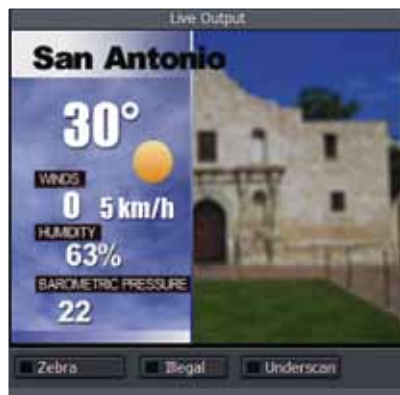 Live Output
San Antonio
30°
WINDS
0 5 km/h
HUMIDITY
63%
BAROMETRIC PRESSURE
22
Zebra Illegal Underscan